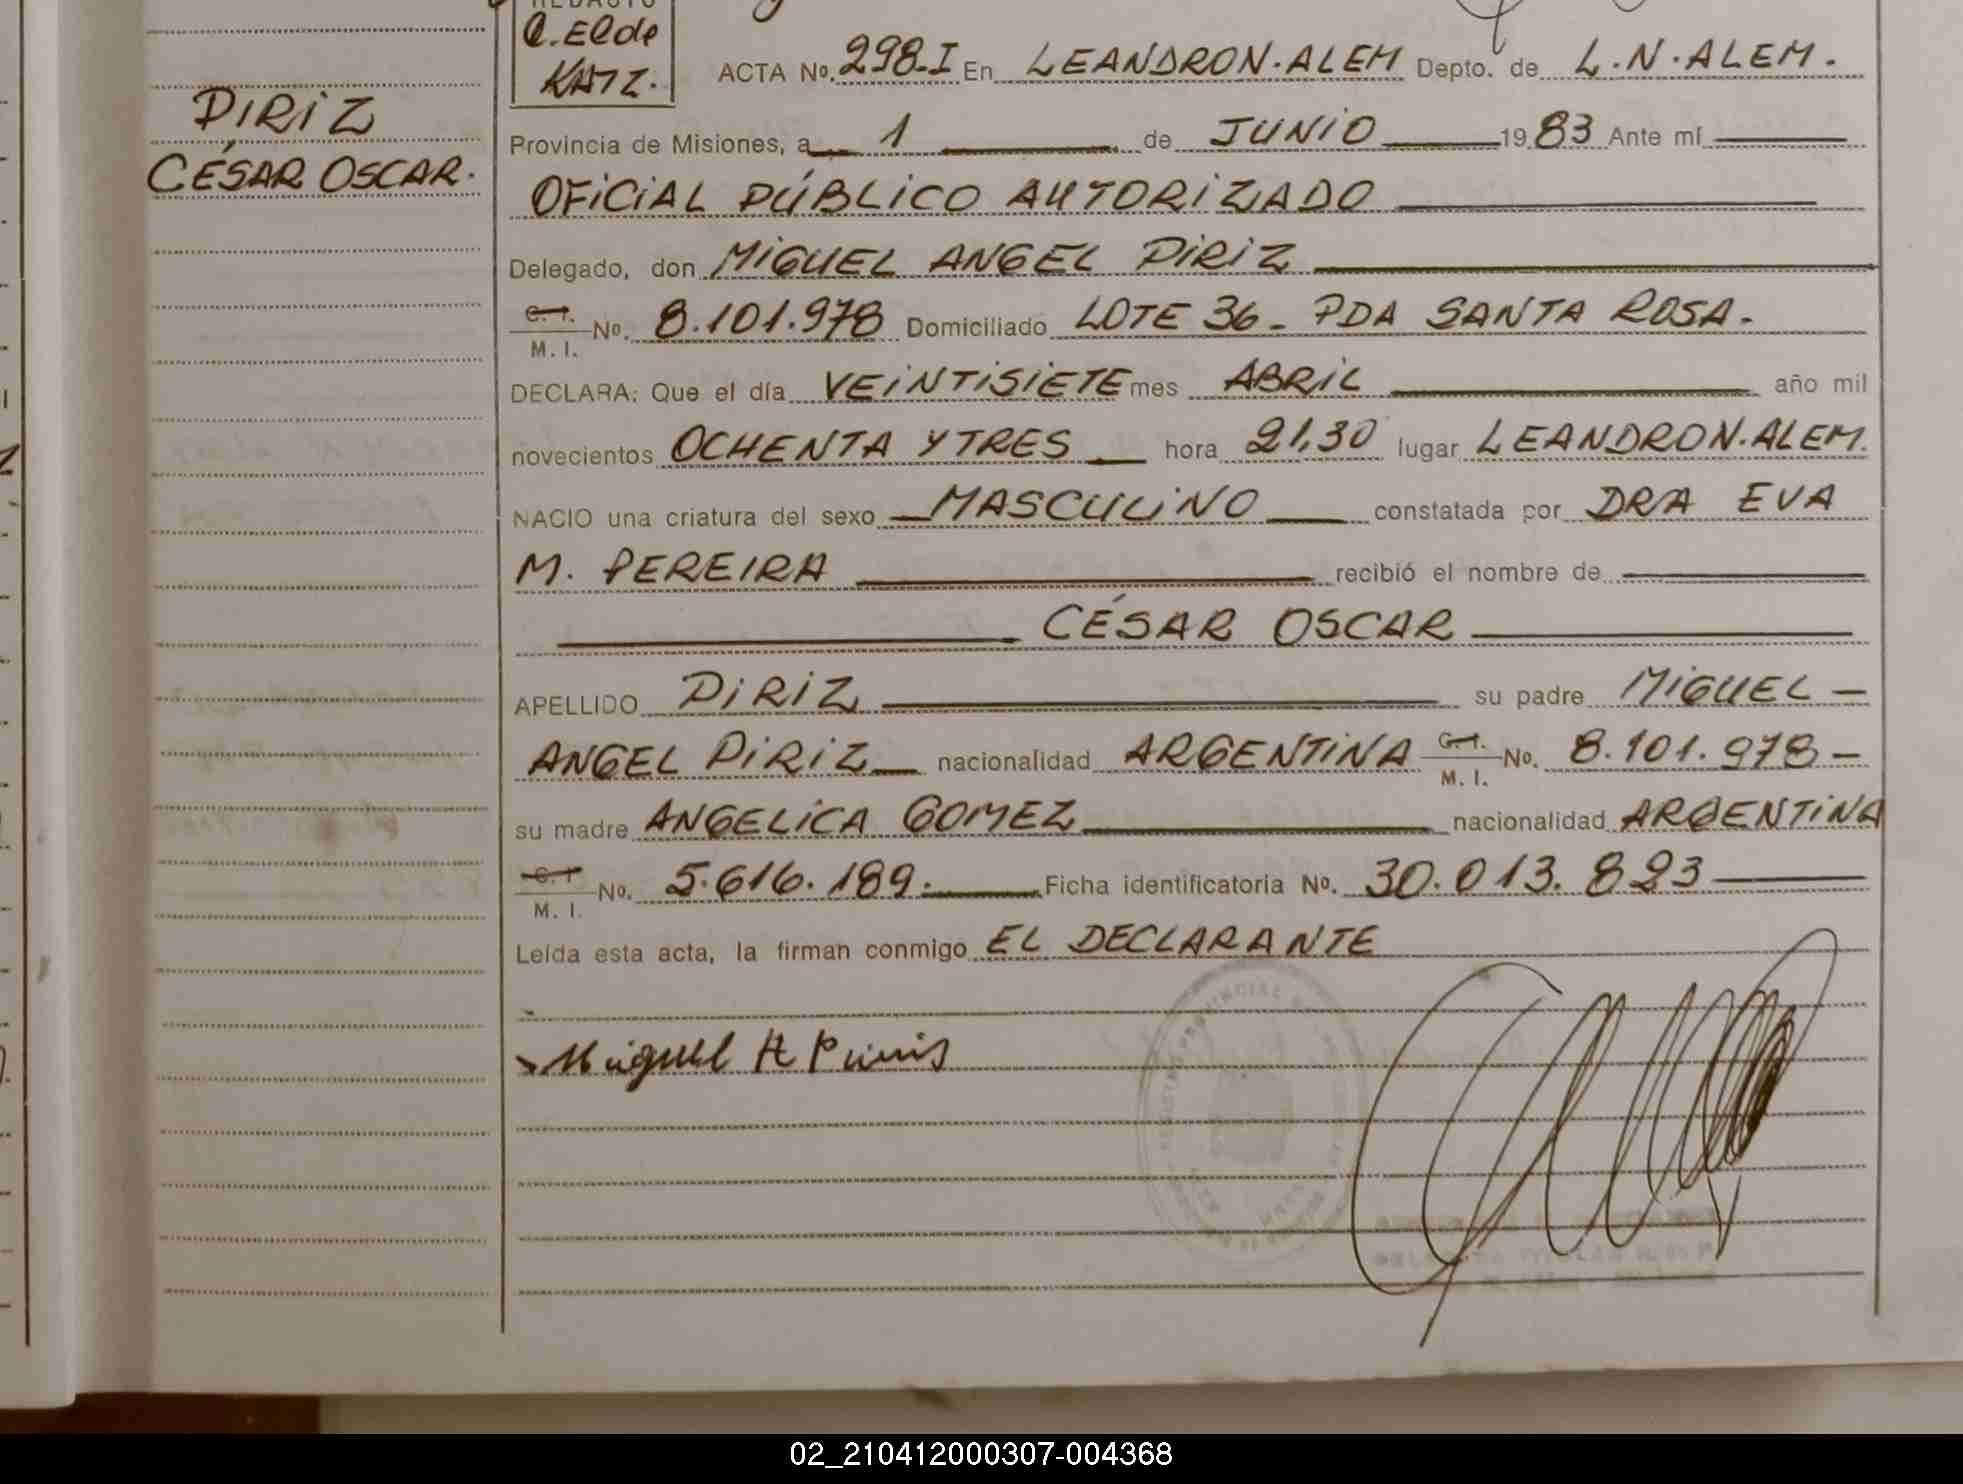 REDACTO
C. Elde
KATZ.
PIRIZ
CÉSAR OSCAR.
ACTA No. 298-I En LEANDRO N. ALEM Depto. de L. N. ALEM.
Provincia de Misiones, a 1 de JUNIO 1983 Ante mí
OFICIAL PÚBLICO AUTORIZADO
Delegado, don MIGUEL ANGEL PIRIZ
C. I. M. I. No. 8.101.978 Domiciliado LOTE 36 - PDA SANTA ROSA.
DECLARA: Que el día VEINTISIETE mes ABRIL año mil
novecientos OCHENTA Y TRES hora 21,30 lugar LEANDRO N. ALEM.
NACIO una criatura del sexo MASCULINO constatada por DRA EVA
M. PEREIRA recibió el nombre de
CÉSAR OSCAR
APELLIDO PIRIZ su padre MIGUEL
ANGEL PIRIZ nacionalidad ARGENTINA C. I. M. I. No. 8.101.978
su madre ANGELICA GOMEZ nacionalidad ARGENTINA
C. I. M. I. No. 5.616.189. Ficha identificatoria No. 30.013.823
Leída esta acta, la firman conmigo EL DECLARANTE
Miguel A Piris
02_210412000307-004368